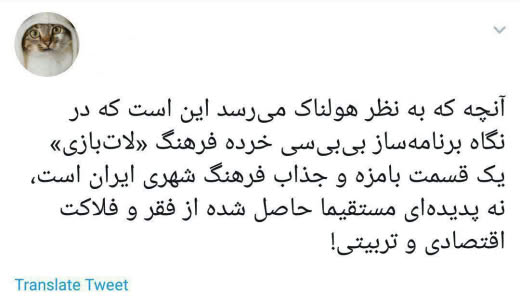 آنچه که به نظر هولناک می‌رسد این است که در
نگاه برنامه‌ساز بی‌بی‌سی خرده فرهنگ «لات‌بازی»
یک قسمت بامزه و جذاب فرهنگ شهری ایران است،
نه پدیده‌ای مستقیما حاصل شده از فقر و فلاکت
اقتصادی و تربیتی!
Translate Tweet